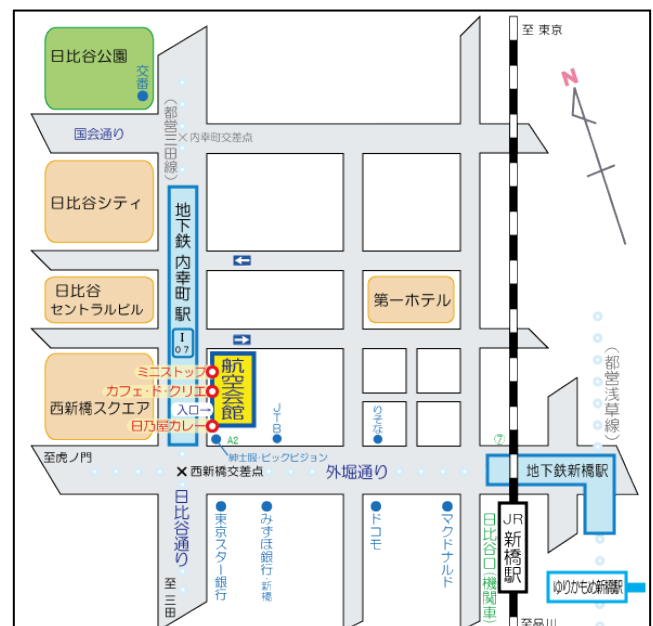 至 東京
N
日比谷公園
交番
国会通り
(都営三田線)
×内幸町交差点
日比谷シティ
地下鉄 内幸町 駅
I
07
←
日比谷
セントラルビル
第一ホテル
→
ミニストップ
カフェ・ド・クリエ
入口→
日乃屋カレー
航空会館
西新橋スクエア
JTB
りそな
(都営浅草線)
A2
⑦
紳士服・ビックビジョン
至虎ノ門
×西新橋交差点
外堀通り
地下鉄新橋駅
日比谷通り
東京スター銀行
みずほ銀行・新橋
ドコモ
マクドナルド
日比谷口(機関車)
JR
新橋駅
ゆりかもめ新橋駅
至 三田
至品川